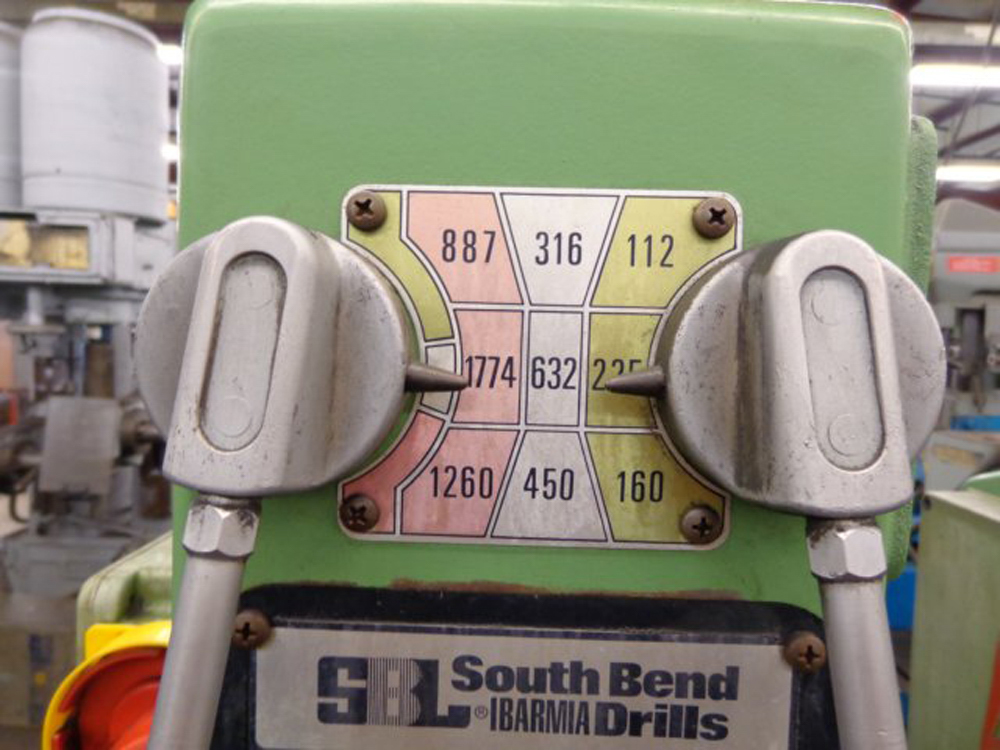 887 316 112
1774 632
1260 450 160
SBL South Bend
®IBARMIA Drills